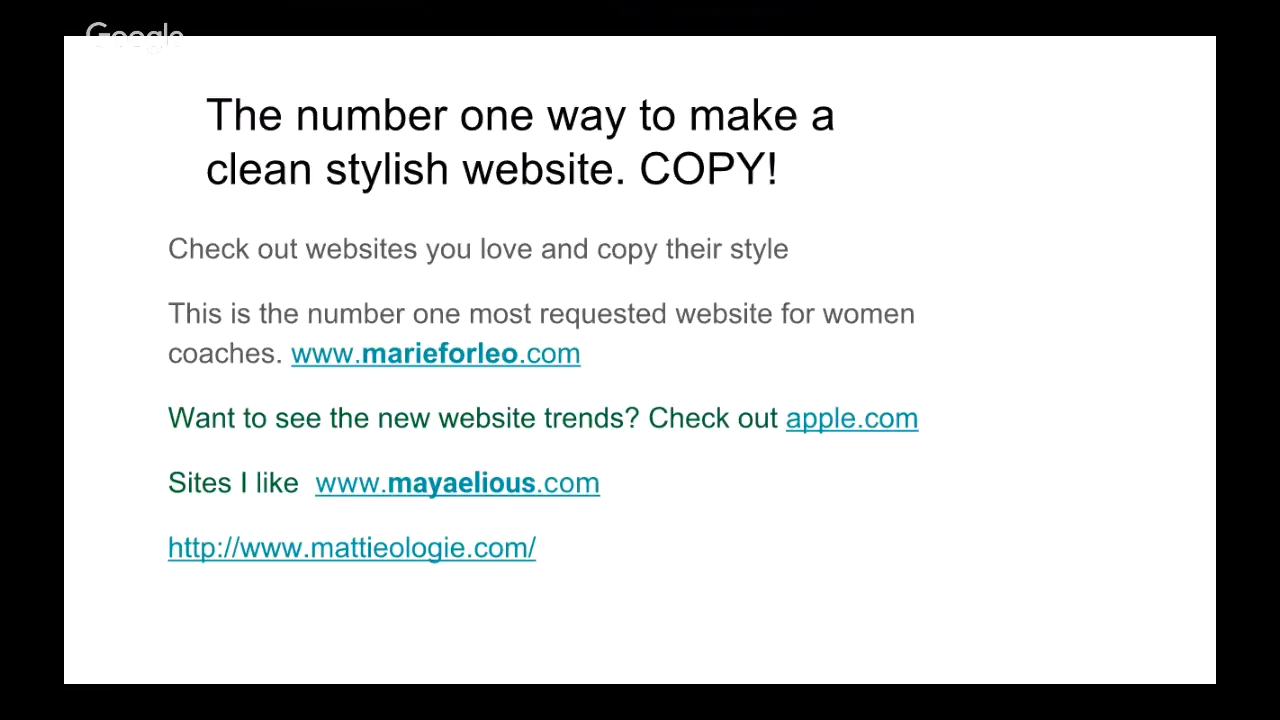 Google
The number one way to make a
clean stylish website. COPY!
Check out websites you love and copy their style
This is the number one most requested website for women
coaches. www.marieforleo.com
Want to see the new website trends? Check out apple.com
Sites I like www.mayaelious.com
http://www.mattieologie.com/